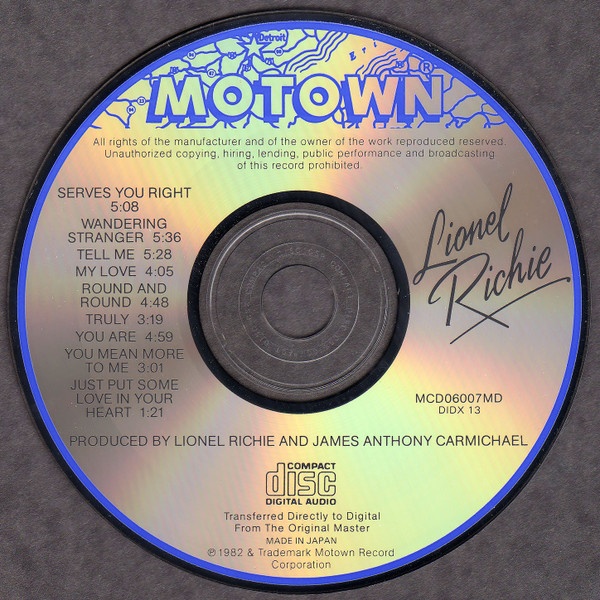 Detroit
MOTOWN®
All rights of the manufacturer and of the owner of the work reproduced reserved.
Unauthorized copying, hiring, lending, public performance and broadcasting
of this record prohibited.
SERVES YOU RIGHT
5:08
WANDERING
STRANGER 5:36
TELL ME 5:28
MY LOVE 4:05
ROUND AND
ROUND 4:48
TRULY 3:19
YOU ARE 4:59
YOU MEAN MORE
TO ME 3:01
JUST PUT SOME
LOVE IN YOUR
HEART 1:21
Lionel
Richie
MCD06007MD
DIDX 13
PRODUCED BY LIONEL RICHIE AND JAMES ANTHONY CARMICHAEL
COMPACT
disc
DIGITAL AUDIO
Transferred Directly to Digital
From The Original Master
MADE IN JAPAN
℗ 1982 & Trademark Motown Record
Corporation